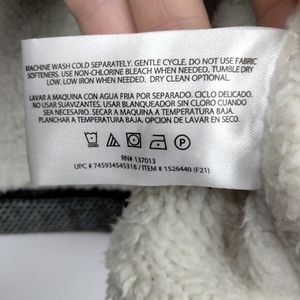 MACHINE WASH COLD SEPARATELY. GENTLE CYCLE. DO NOT USE FABRIC
SOFTENERS. USE NON-CHLORINE BLEACH WHEN NEEDED. TUMBLE DRY
LOW. LOW IRON WHEN NEEDED. DRY CLEAN OPTIONAL.
LAVAR A MAQUINA CON AGUA FRIA POR SEPARADO. CICLO DELICADO.
NO USAR SUAVIZANTES. USAR BLANQUEADOR SIN CLORO CUANDO
SEA NECESARIO. SECAR A MAQUINA A TEMPERATURA BAJA.
PLANCHAR A TEMPERATURA BAJA. OPCION DE LAVAR EN SECO.
P
RN# 137013
UPC # 745934545318 / ITEM # 1526440 (F21)